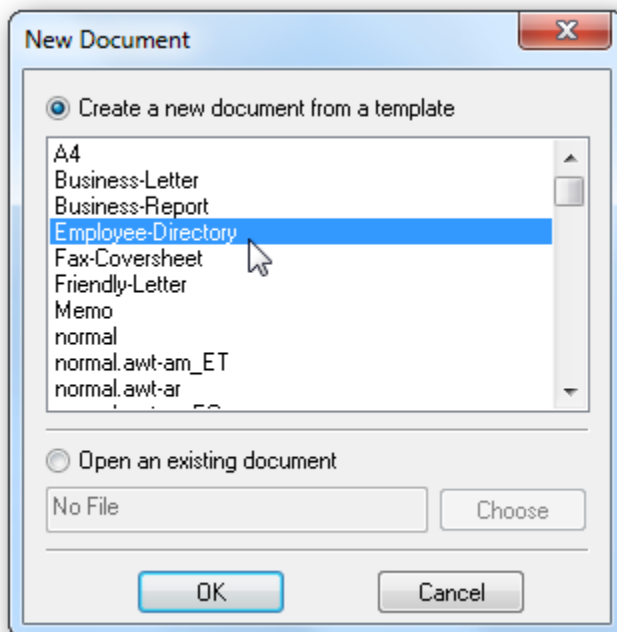 New Document
Create a new document from a template
A4
Business-Letter
Business-Report
Employee-Directory
Fax-Coversheet
Friendly-Letter
Memo
normal
normal.awt-am_ET
normal.awt-ar
Open an existing document
No File
Choose
OK
Cancel